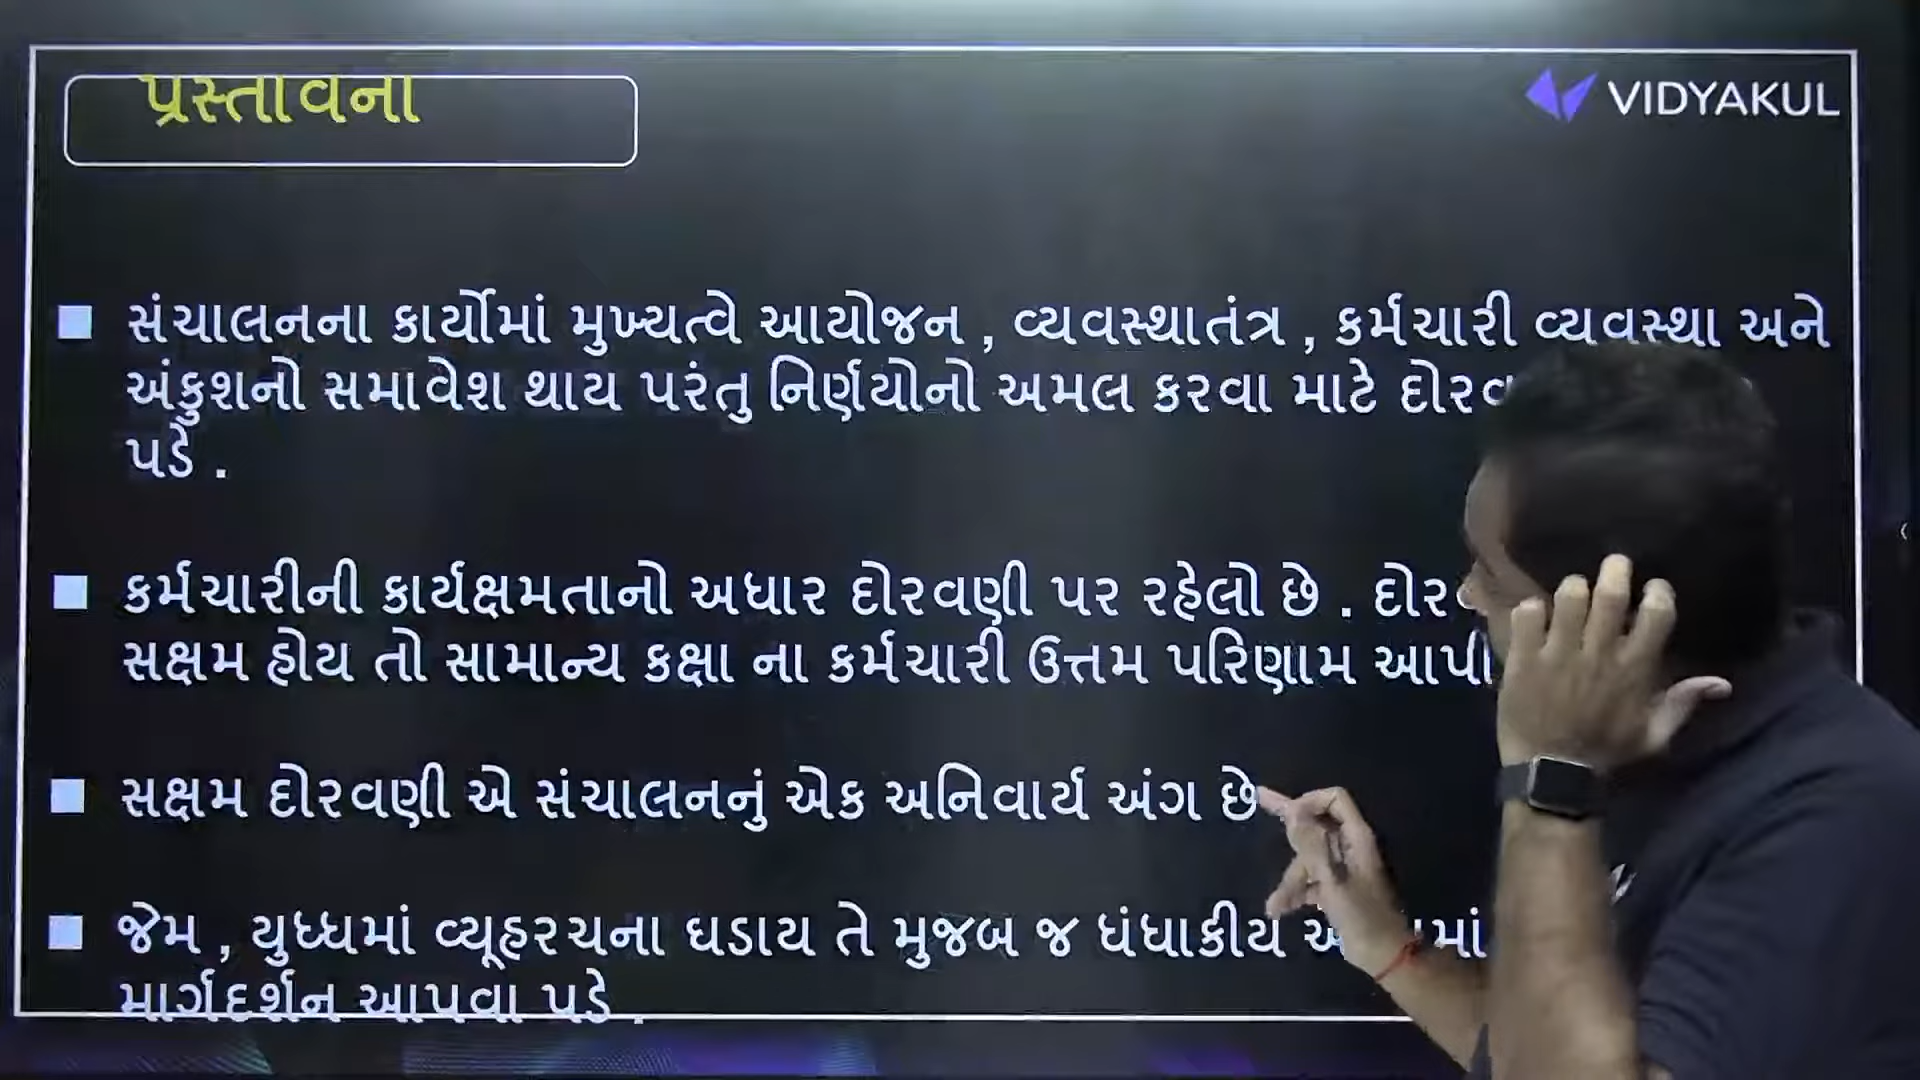 પ્રસ્તાવના
VIDYAKUL
સંચાલનના કાર્યોમાં મુખ્યત્વે આયોજન , વ્યવસ્થાતંત્ર , કર્મચારી વ્યવસ્થા અને
અંકુશનો સમાવેશ થાય પરંતુ નિર્ણયોનો અમલ કરવા માટે
પડે .
કર્મચારીની કાર્યક્ષમતાનો અધાર દોરવણી પર રહેલો છે .
સક્ષમ હોય તો સામાન્ય કક્ષા ના કર્મચારી ઉત્તમ પરિણામ આપી
સક્ષમ દોરવણી એ સંચાલનનું એક અનિવાર્ય અંગ છે
જેમ , યુધ્ધમાં વ્યૂહરચના ઘડાય તે મુજબ જ ધંધાકીય
માર્ગદર્શન આપવા પડે .